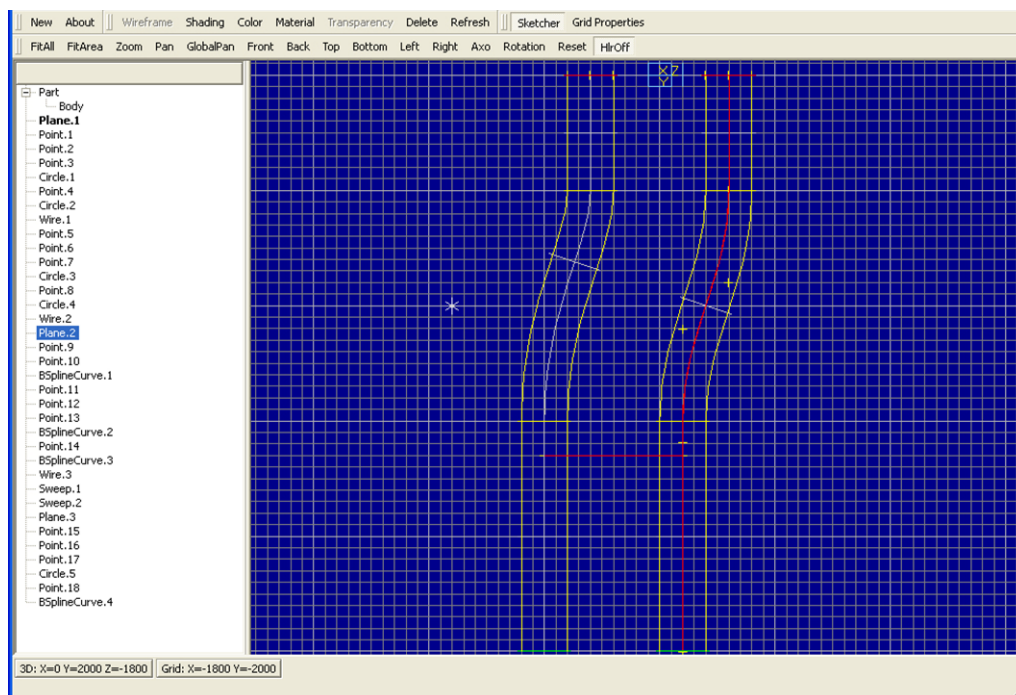 New About Wireframe Shading Color Material Transparency Delete Refresh Sketcher Grid Properties
FitAll FitArea Zoom Pan GlobalPan Front Back Top Bottom Left Right Axo Rotation Reset HlrOff
X Z
Y
Part
Body
Plane.1
Point.1
Point.2
Point.3
Circle.1
Point.4
Circle.2
Wire.1
Point.5
Point.6
Point.7
Circle.3
Point.8
Circle.4
Wire.2
Plane.2
Point.9
Point.10
BSplineCurve.1
Point.11
Point.12
Point.13
BSplineCurve.2
Point.14
BSplineCurve.3
Wire.3
Sweep.1
Sweep.2
Plane.3
Point.15
Point.16
Point.17
Circle.5
Point.18
BSplineCurve.4
3D: X=0 Y=2000 Z=-1800 Grid: X=-1800 Y=-2000